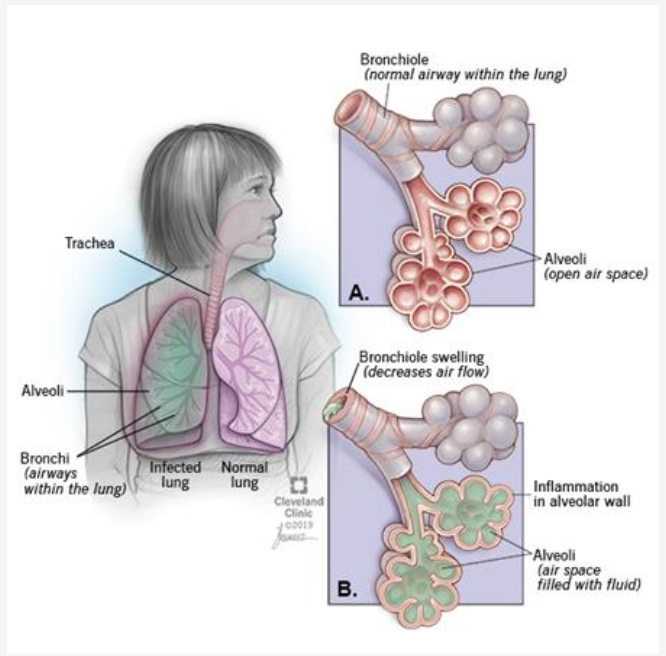 Bronchiole
(normal airway within the lung)
Trachea
Alveoli
(open air space)
A.
Bronchiole swelling
(decreases air flow)
Alveoli
Bronchi
(airways
within the lung)
Infected
lung
Normal
lung
Cleveland
Clinic
©2019
Inflammation
in alveolar wall
Alveoli
(air space
filled with fluid)
B.